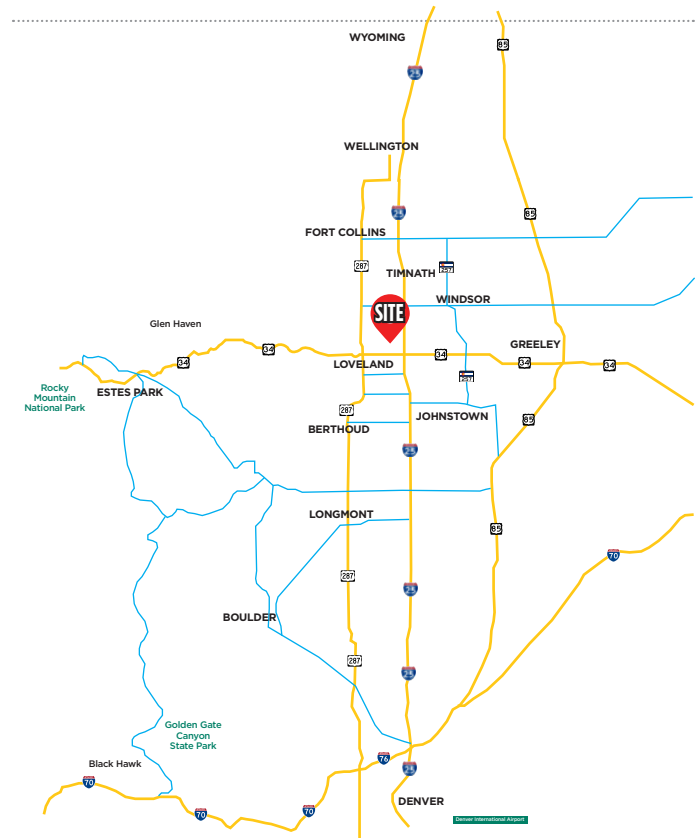 WYOMING
85
25
WELLINGTON
25
85
FORT COLLINS
287
TIMNATH
257
WINDSOR
SITE
Glen Haven
34
34
34
GREELEY
34
34
LOVELAND
257
Rocky
Mountain
National Park
ESTES PARK
287
JOHNSTOWN
85
BERTHOUD
25
LONGMONT
85
70
287
25
BOULDER
287
25
Golden Gate
Canyon
State Park
Black Hawk
76
25
70
70
70
DENVER
Denver International Airport